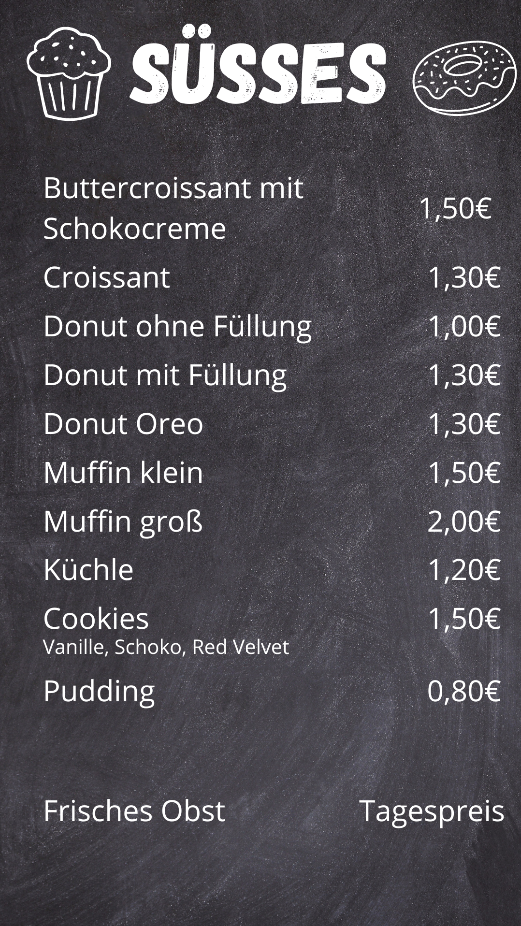 SÜSSES
Buttercroissant mit
Schokocreme 1,50€
Croissant 1,30€
Donut ohne Füllung 1,00€
Donut mit Füllung 1,30€
Donut Oreo 1,30€
Muffin klein 1,50€
Muffin groß 2,00€
Küchle 1,20€
Cookies 1,50€
Vanille, Schoko, Red Velvet
Pudding 0,80€
Frisches Obst Tagespreis